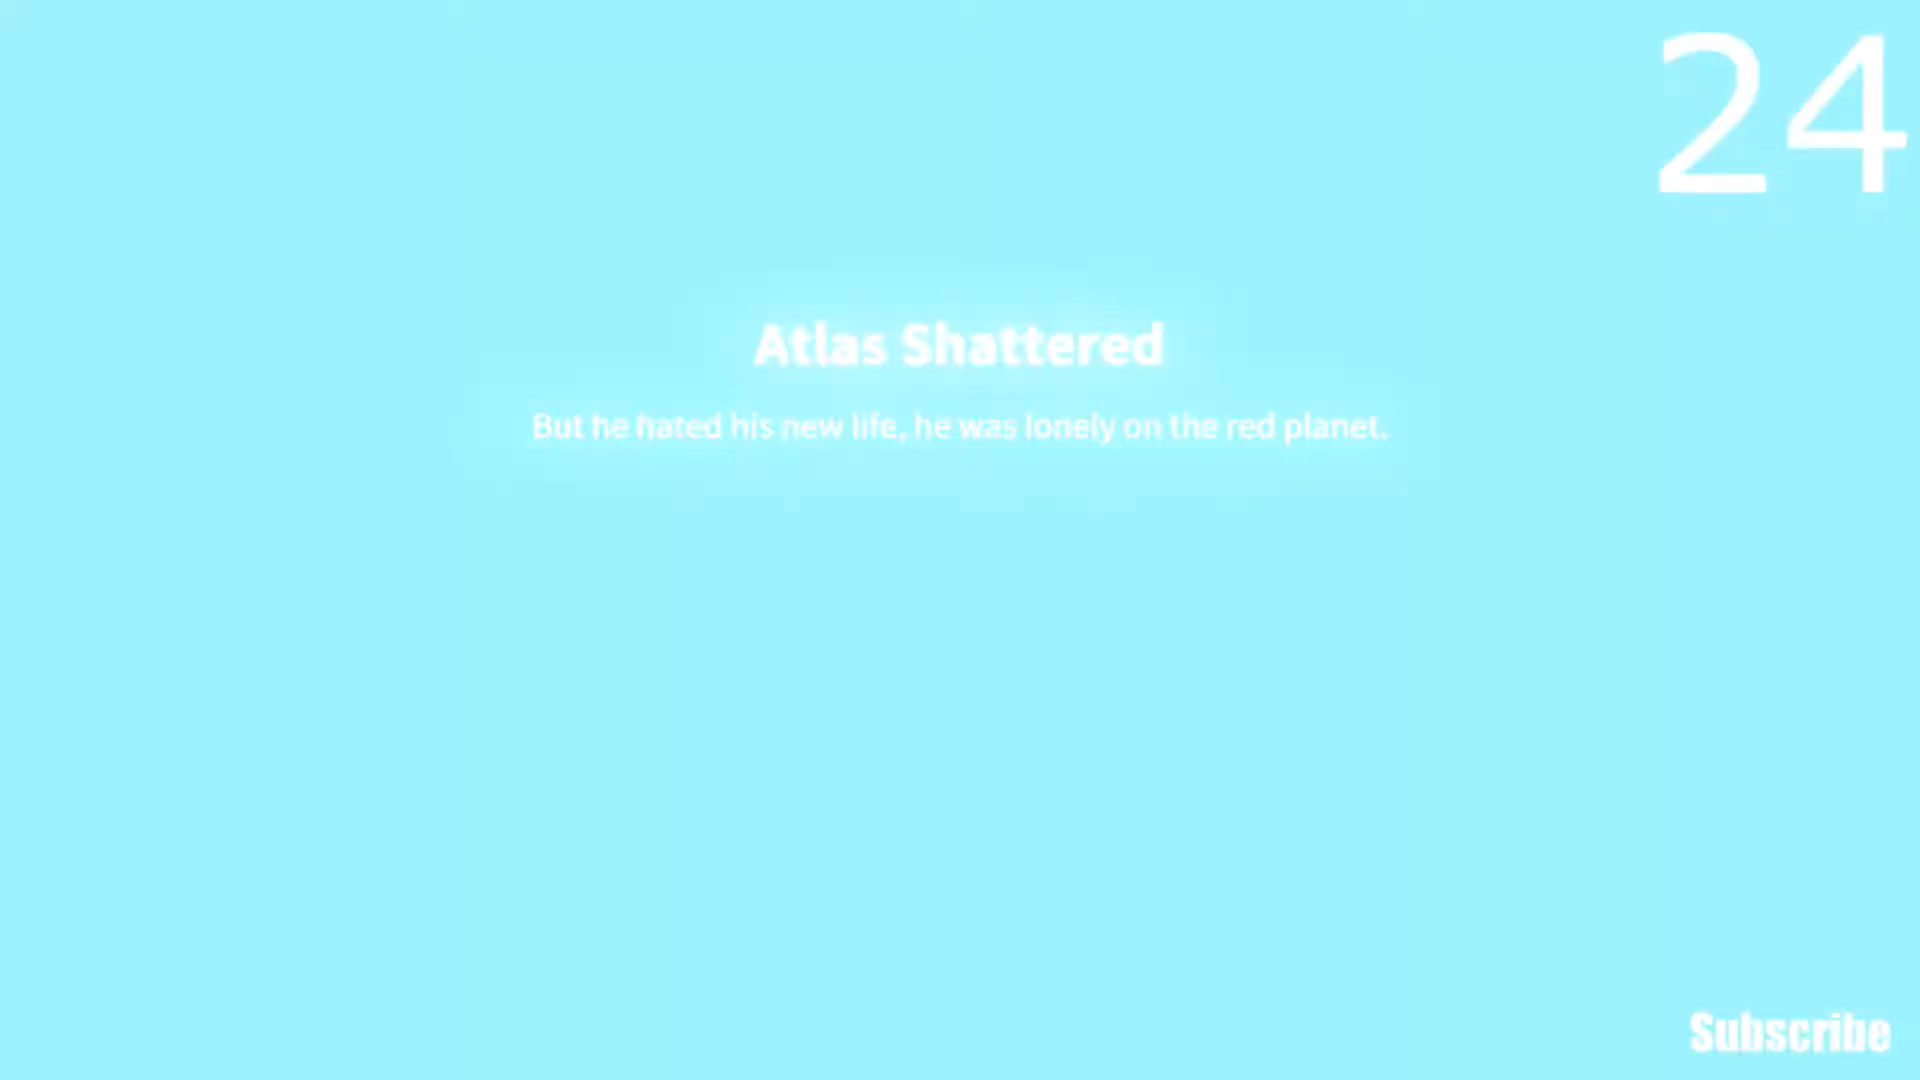 24
Atlas Shattered
But he hated his new life, he was lonely on the red planet.
Subscribe